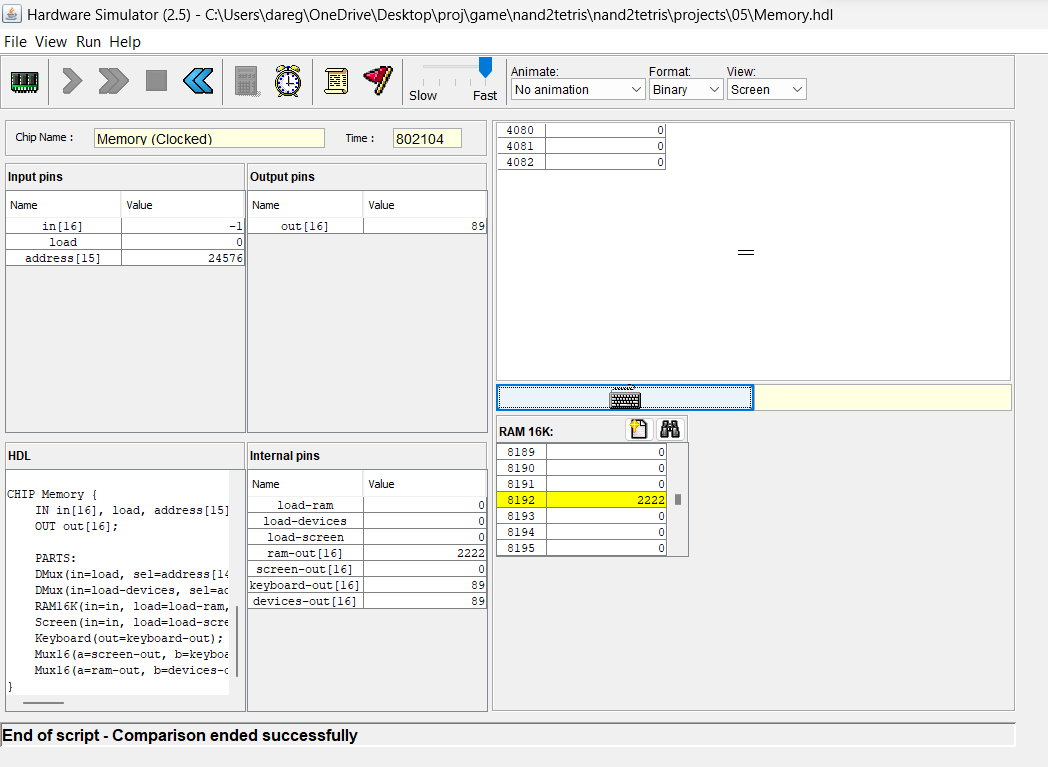 Hardware Simulator (2.5) - C:\Users\dareg\OneDrive\Desktop\proj\game\nand2tetris\nand2tetris\projects\05\Memory.hdl
File View Run Help
Slow Fast
Animate: Format: View:
No animation Binary Screen
Chip Name : Memory (Clocked) Time : 802104
Input pins
Name Value
in[16] -1
load 0
address[15] 24576
Output pins
Name Value
out[16] 89
4080 0
4081 0
4082 0
HDL
CHIP Memory {
IN in[16], load, address[15]
OUT out[16];
PARTS:
DMux(in=load, sel=address[14
DMux(in=load-devices, sel=ad
RAM16K(in=in, load=load-ram,
Screen(in=in, load=load-scre
Keyboard(out=keyboard-out);
Mux16(a=screen-out, b=keyboa
Mux16(a=ram-out, b=devices-o
}
Internal pins
Name Value
load-ram 0
load-devices 0
load-screen 0
ram-out[16] 2222
screen-out[16] 0
keyboard-out[16] 89
devices-out[16] 89
RAM 16K:
8189 0
8190 0
8191 0
8192 2222
8193 0
8194 0
8195 0
End of script - Comparison ended successfully